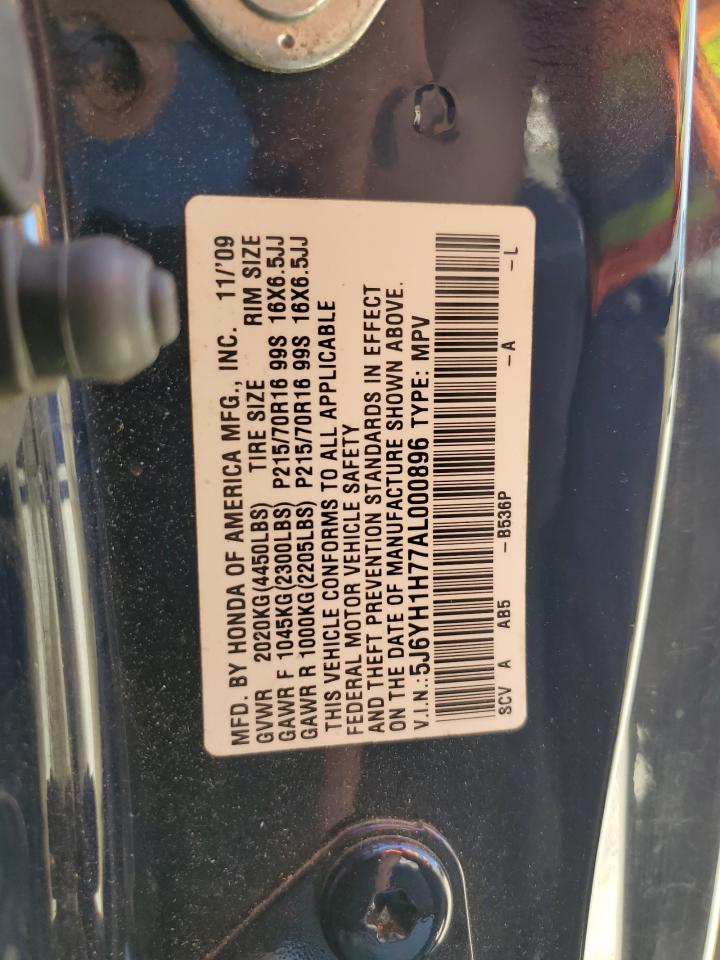 MFD. BY HONDA OF AMERICA MFG., INC. 11/'09
GVWR 2020KG(4450LBS) TIRE SIZE RIM SIZE
GAWR F 1045KG(2300LBS) P215/70R16 99S 16X6.5JJ
GAWR R 1000KG(2205LBS) P215/70R16 99S 16X6.5JJ
THIS VEHICLE CONFORMS TO ALL APPLICABLE
FEDERAL MOTOR VEHICLE SAFETY
AND THEFT PREVENTION STANDARDS IN EFFECT
ON THE DATE OF MANUFACTURE SHOWN ABOVE.
V.I.N.: 5J6YH1H77AL000896 TYPE: MPV
SCV A AB5 - B536P - A - L